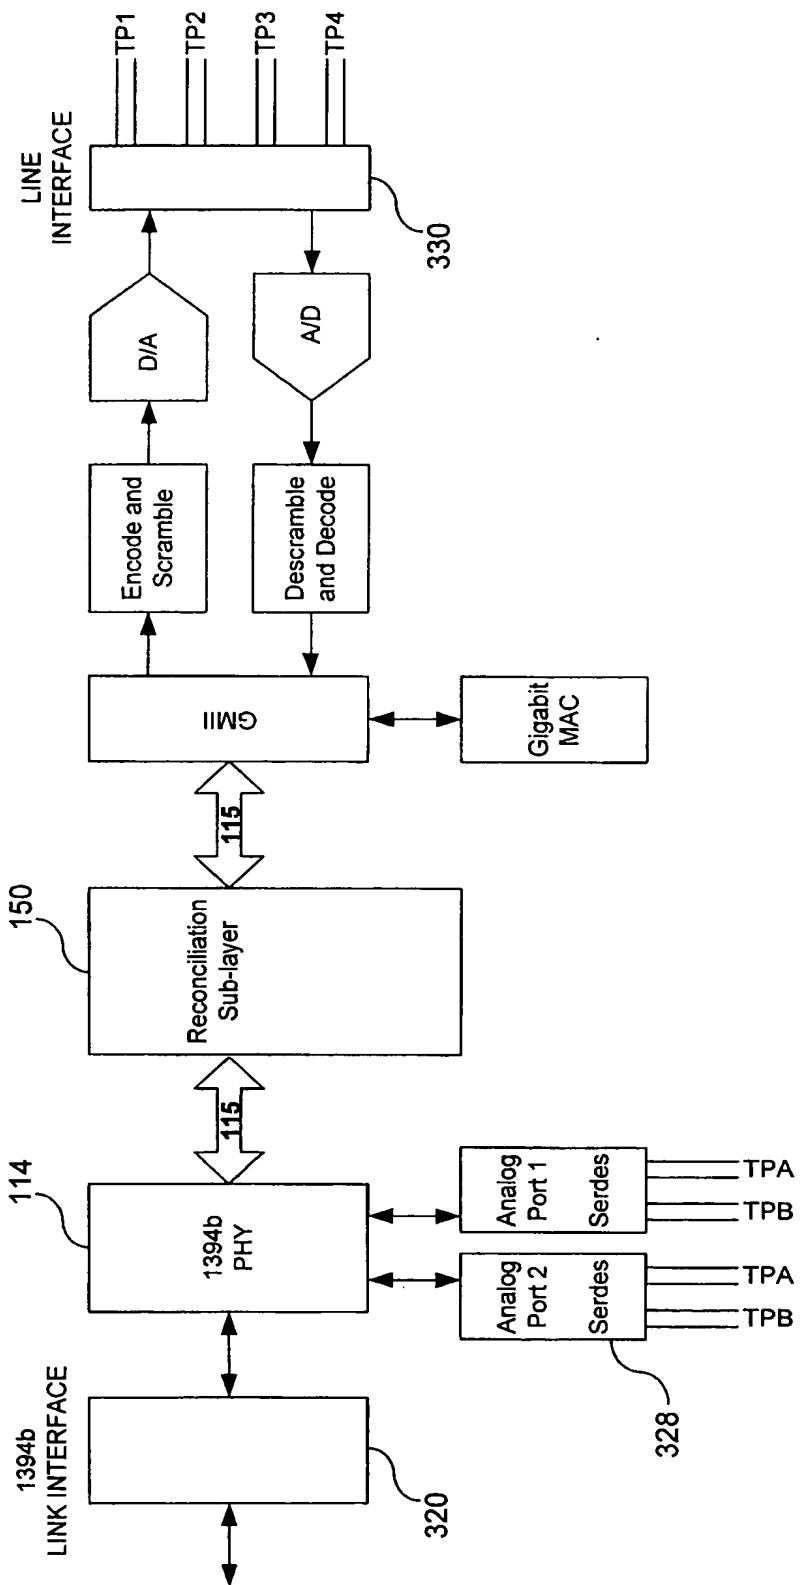 1394b
LINK INTERFACE
320
114
1394b
PHY
Analog
Port 2
Serdes
328
TPB
TPA
Analog
Port 1
Serdes
TPB
TPA
115
150
Reconciliation
Sub-layer
115
GMII
Gigabit
MAC
Encode and
Scramble
Descramble
and Decode
D/A
A/D
LINE
INTERFACE
330
TP1
TP2
TP3
TP4